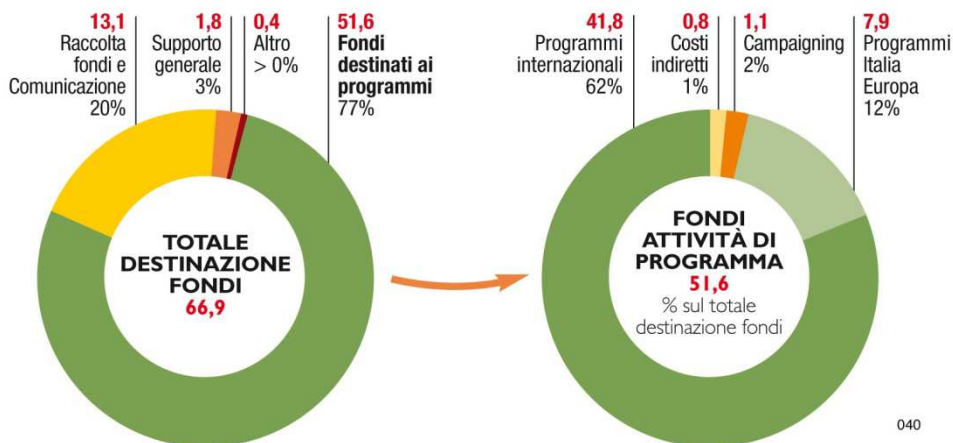 13,1
Raccolta
fondi e
Comunicazione
20%
1,8
Supporto
generale
3%
0,4
Altro
> 0%
51,6
Fondi
destinati ai
programmi
77%
41,8
Programmi
internazionali
62%
0,8
Costi
indiretti
1%
1,1
Campaigning
2%
7,9
Programmi
Italia
Europa
12%
TOTALE
DESTINAZIONE
FONDI
66,9
FONDI
ATTIVITÀ DI
PROGRAMMA
51,6
% sul totale
destinazione fondi
040